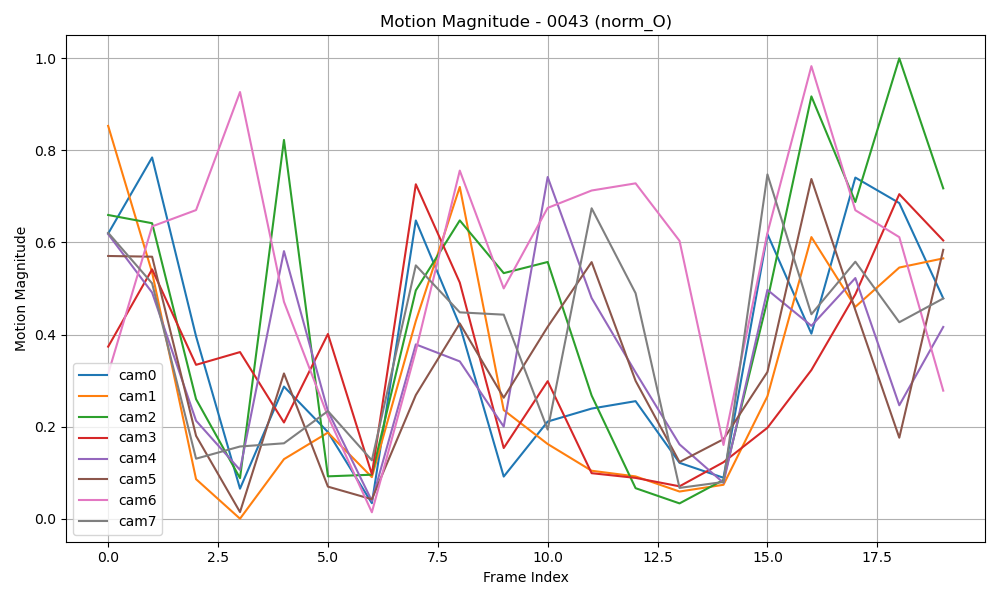 Motion Magnitude - 0043 (norm_O)
Motion Magnitude
1.0
0.8
0.6
0.4
0.2
0.0
cam0
cam1
cam2
cam3
cam4
cam5
cam6
cam7
0.0 2.5 5.0 7.5 10.0 12.5 15.0 17.5
Frame Index